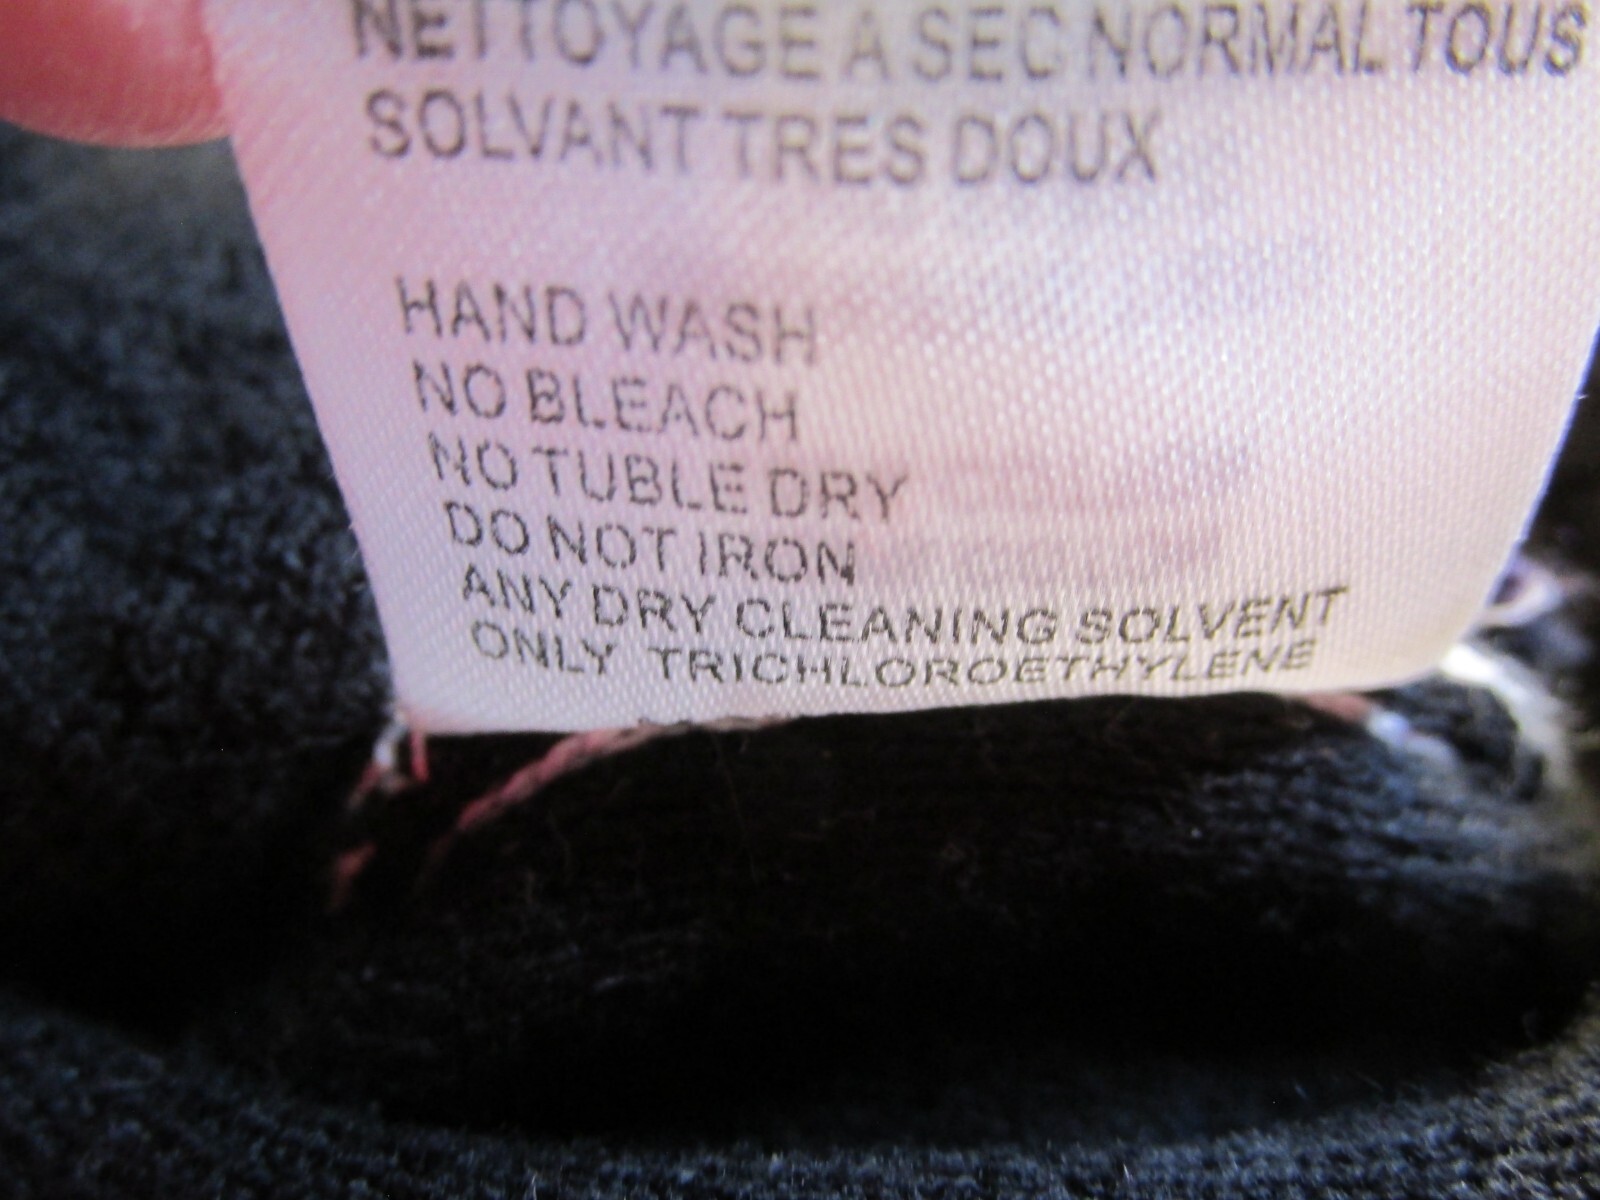 NETTOYAGE A SEC NORMAL TOUS
SOLVANT TRES DOUX
HAND WASH
NO BLEACH
NO TUBLE DRY
DO NOT IRON
ANY DRY CLEANING SOLVENT
ONLY TRICHLOROETHYLENE